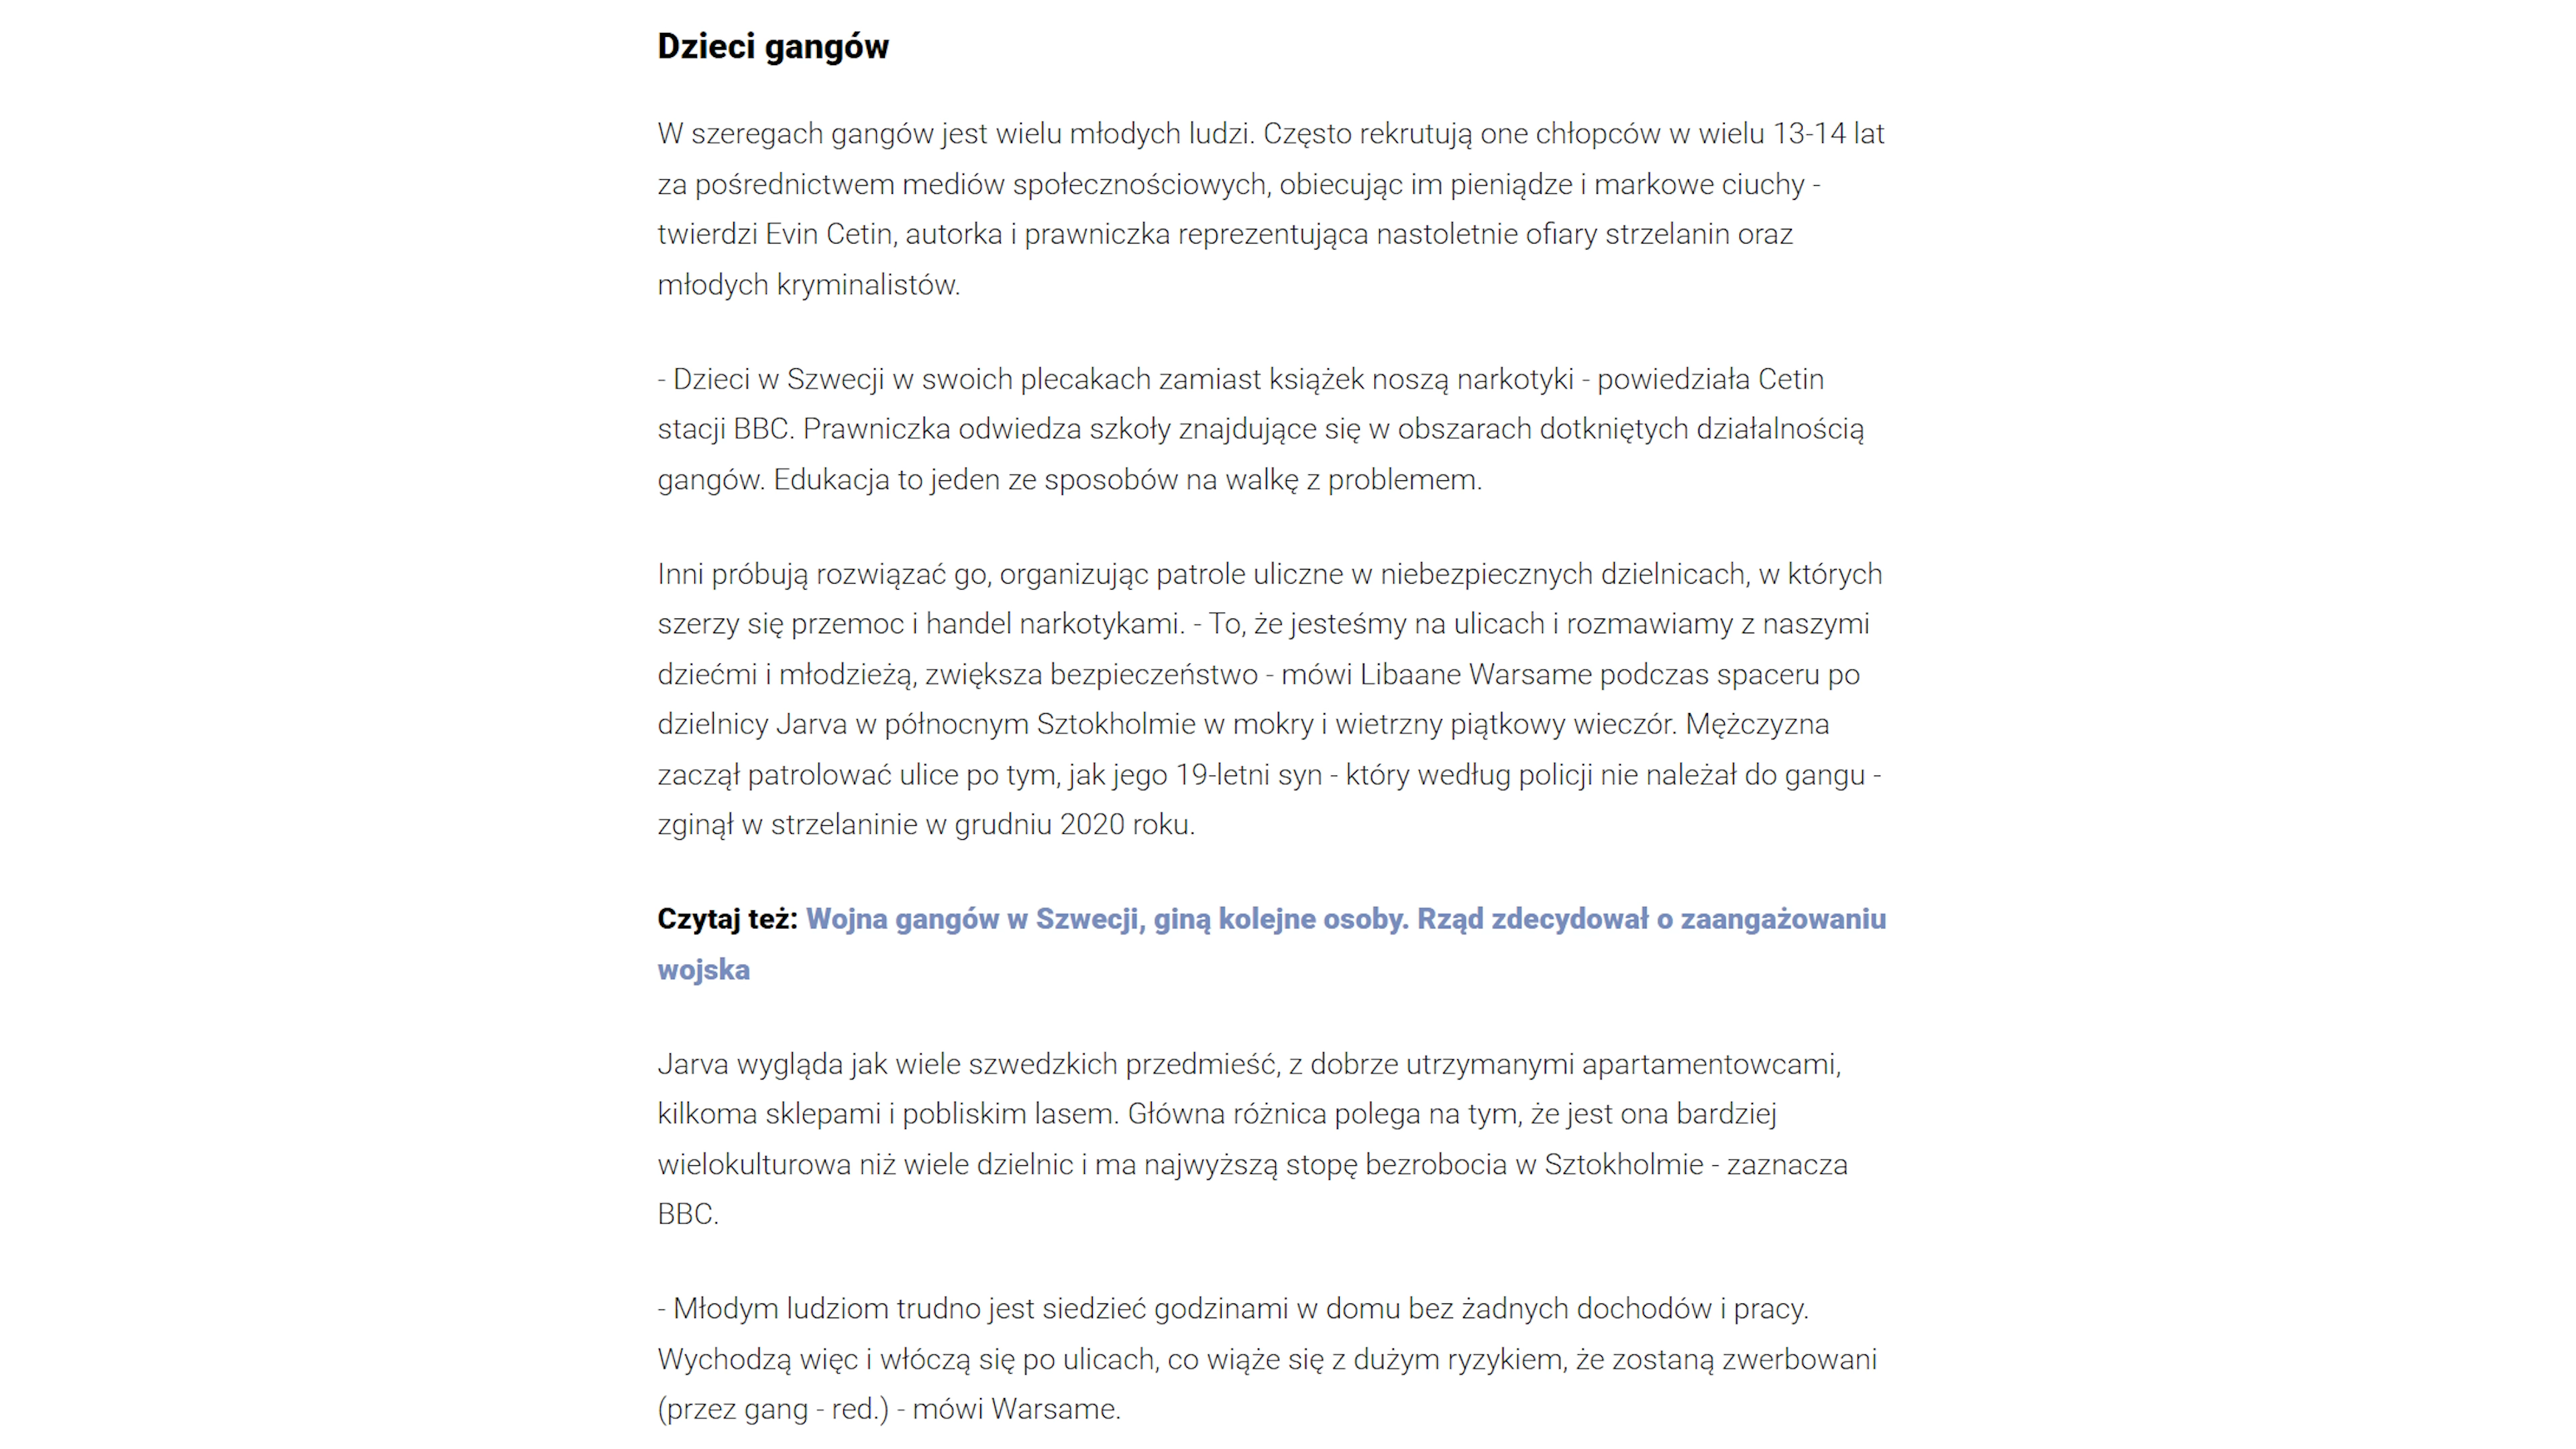 Dzieci gangów
W szeregach gangów jest wielu młodych ludzi. Często rekrutują one chłopców w wielu 13-14 lat
za pośrednictwem mediów społecznościowych, obiecując im pieniądze i markowe ciuchy -
twierdzi Evin Cetin, autorka i prawniczka reprezentująca nastoletnie ofiary strzelanin oraz
młodych kryminalistów.
- Dzieci w Szwecji w swoich plecakach zamiast książek noszą narkotyki - powiedziała Cetin
stacji BBC. Prawniczka odwiedza szkoły znajdujące się w obszarach dotkniętych działalnością
gangów. Edukacja to jeden ze sposobów na walkę z problemem.
Inni próbują rozwiązać go, organizując patrole uliczne w niebezpiecznych dzielnicach, w których
szerzy się przemoc i handel narkotykami. - To, że jesteśmy na ulicach i rozmawiamy z naszymi
dziećmi i młodzieżą, zwiększa bezpieczeństwo - mówi Libaane Warsame podczas spaceru po
dzielnicy Jarva w północnym Sztokholmie w mokry i wietrzny piątkowy wieczór. Mężczyzna
zaczął patrolować ulice po tym, jak jego 19-letni syn - który według policji nie należał do gangu -
zginął w strzelaninie w grudniu 2020 roku.
Czytaj też: Wojna gangów w Szwecji, giną kolejne osoby. Rząd zdecydował o zaangażowaniu
wojska
Jarva wygląda jak wiele szwedzkich przedmieść, z dobrze utrzymanymi apartamentowcami,
kilkoma sklepami i pobliskim lasem. Główna różnica polega na tym, że jest ona bardziej
wielokulturowa niż wiele dzielnic i ma najwyższą stopę bezrobocia w Sztokholmie - zaznacza
BBC.
- Młodym ludziom trudno jest siedzieć godzinami w domu bez żadnych dochodów i pracy.
Wychodzą więc i włóczą się po ulicach, co wiąże się z dużym ryzykiem, że zostaną zwerbowani
(przez gang - red.) - mówi Warsame.